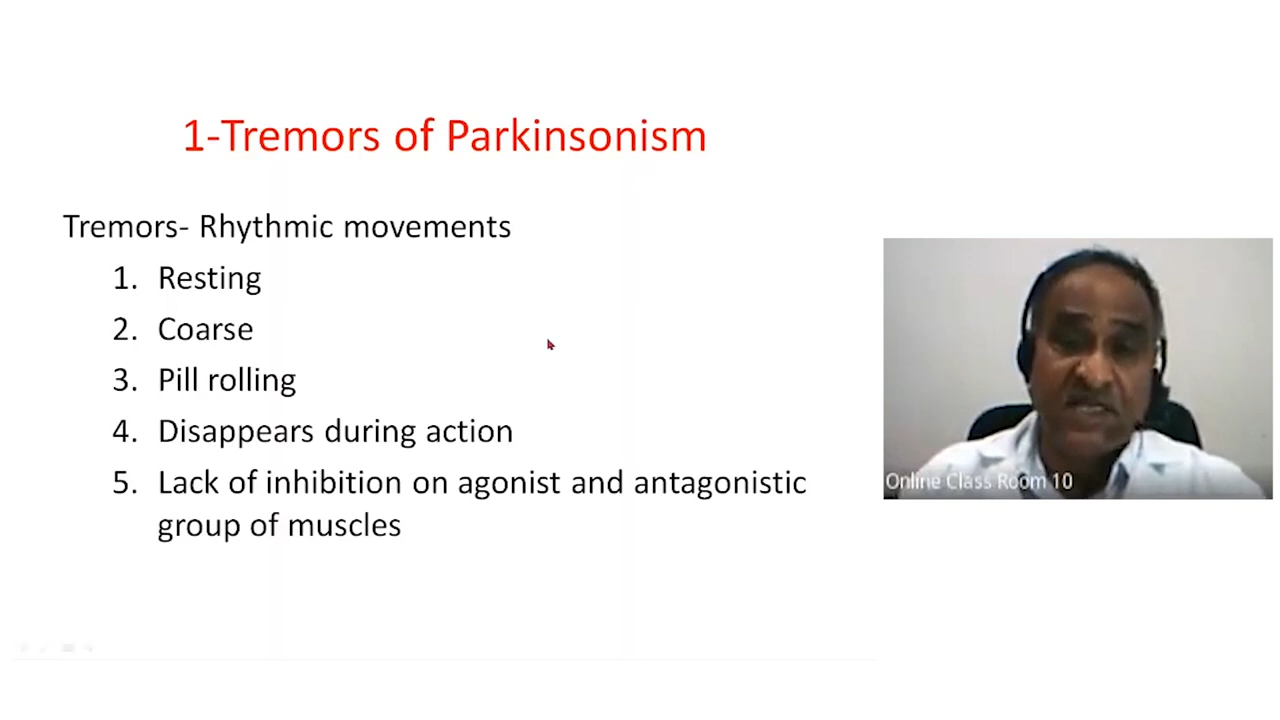 1-Tremors of Parkinsonism
Tremors- Rhythmic movements
1. Resting
2. Coarse
3. Pill rolling
4. Disappears during action
5. Lack of inhibition on agonist and antagonistic
group of muscles
Online Class Room 10